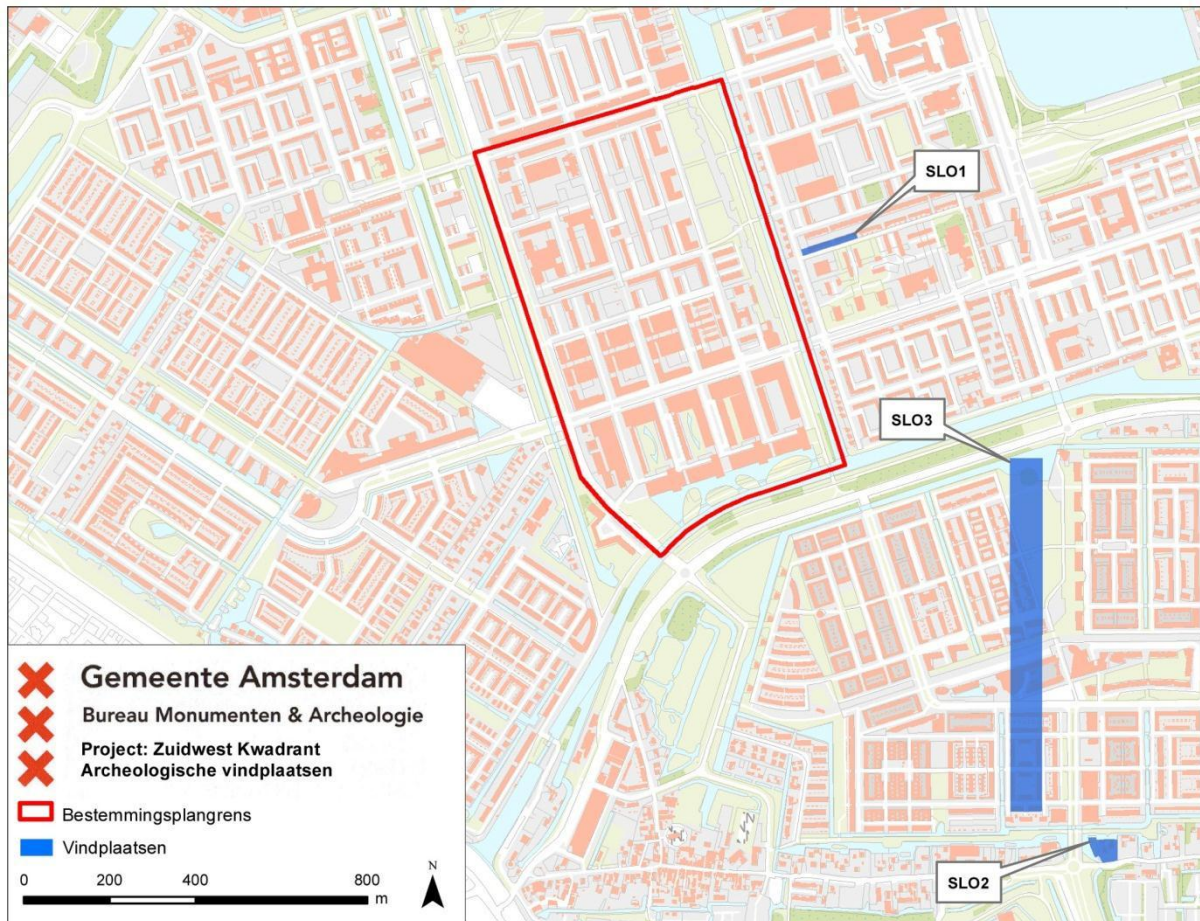 SLO1
SLO3
Gemeente Amsterdam
Bureau Monumenten & Archeologie
Project: Zuidwest Kwadrant
Archeologische vindplaatsen
Bestemmingsplangrens
Vindplaatsen
N
0 200 400 800
m
SLO2